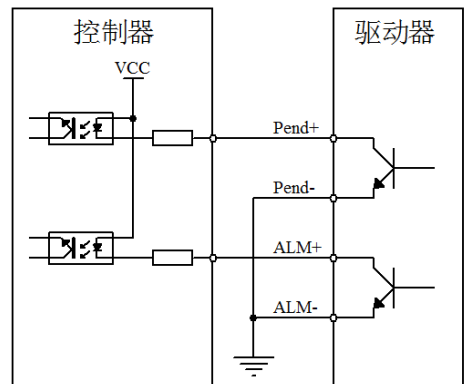 控制器
驱动器
VCC
Pend+
Pend-
ALM+
ALM-